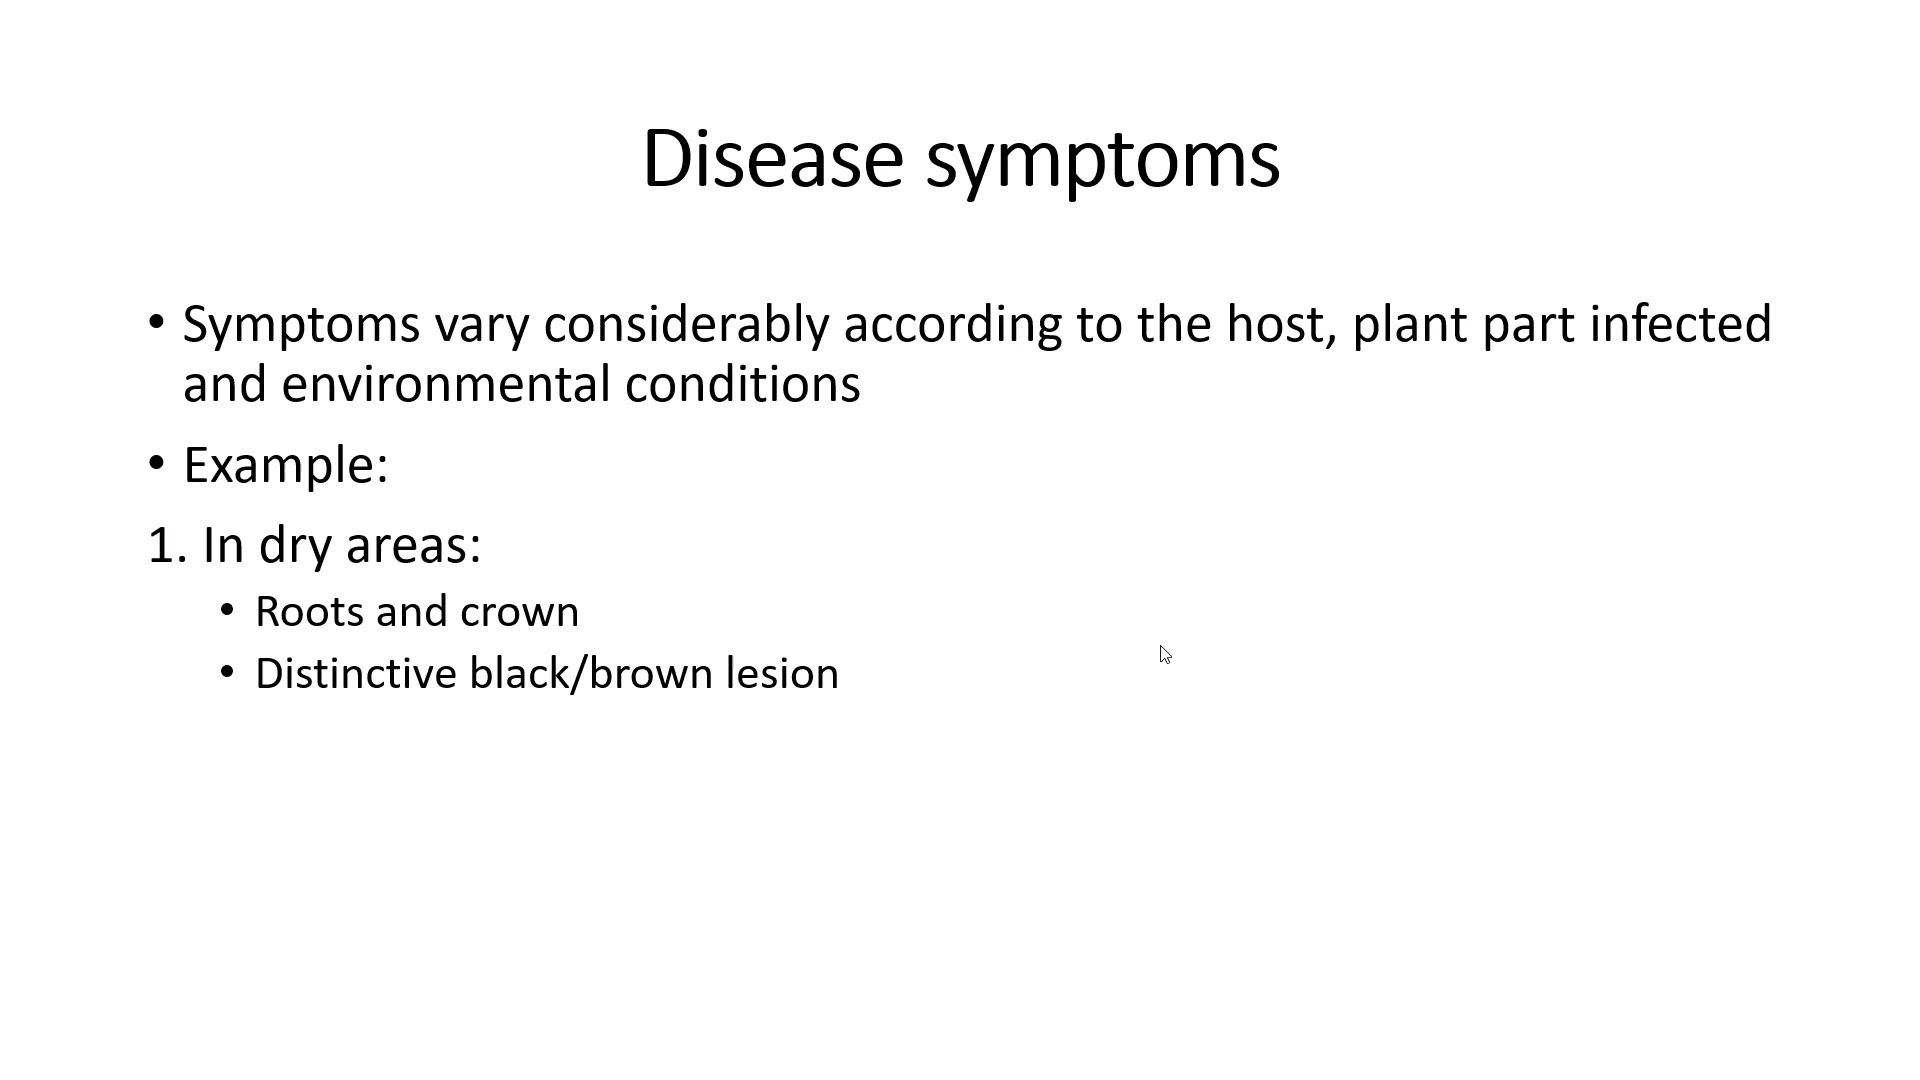 Disease symptoms
• Symptoms vary considerably according to the host, plant part infected
and environmental conditions
• Example:
1. In dry areas:
• Roots and crown
• Distinctive black/brown lesion